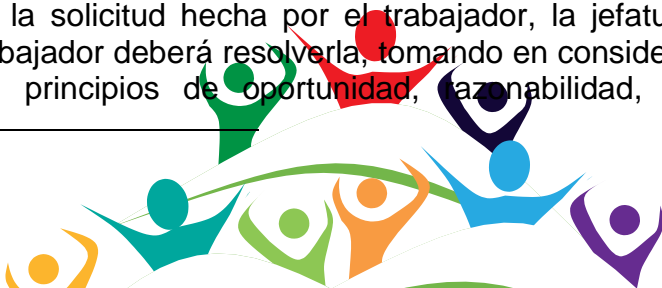 la solicitud hecha por el trabajador, la jefatu
bajador deberá resolverla, tomando en conside
principios de oportunidad, razonabilidad,